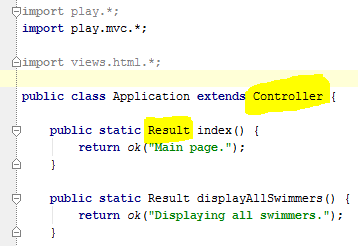 import play.*;
import play.mvc.*;
import views.html.*;
public class Application extends Controller {
public static Result index() {
return ok("Main page.");
}
public static Result displayAllSwimmers() {
return ok("Displaying all swimmers.");
}